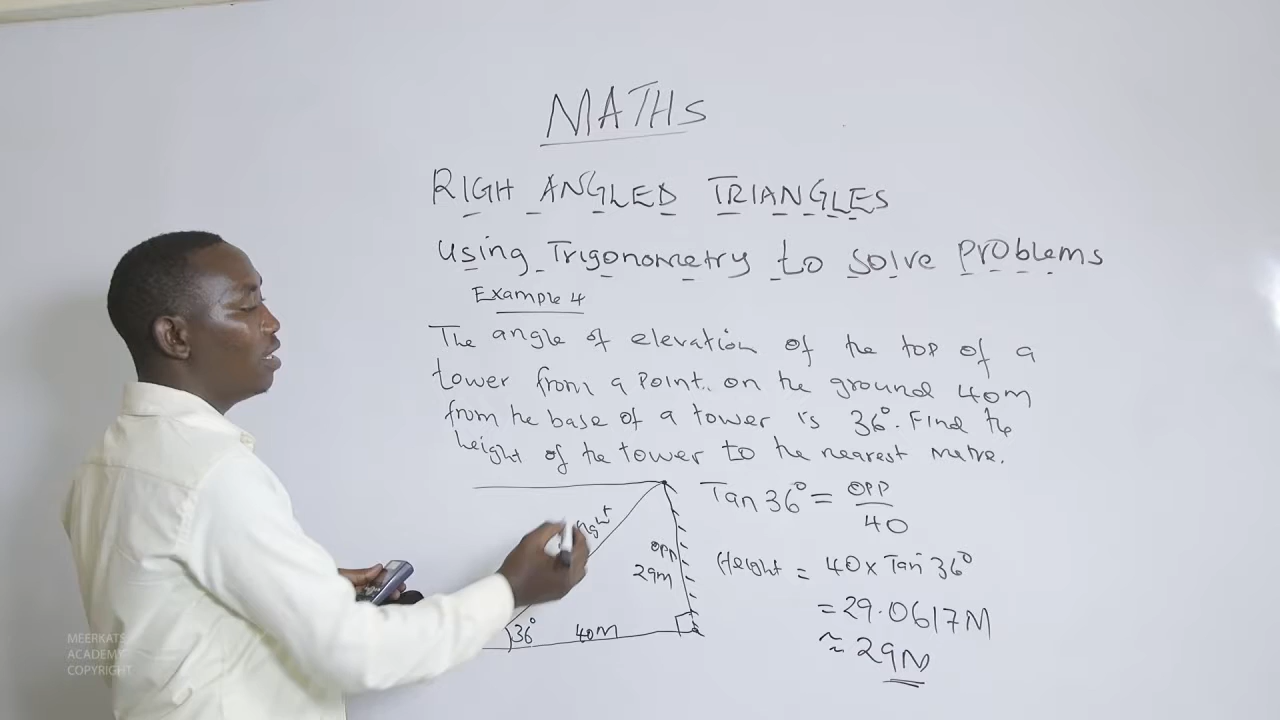 MATHS
RIGH ANGLED TRIANGLES
Using Trigonometry to solve Problems
Example 4
The angle of elevation of the top of a
tower from a point on the ground 40m
from the base of a tower is 36°. Find the
height of the tower to the nearest metre.
Tan 36° = OPP
40
OPP
29m
Height = 40 x Tan 36°
= 29.0617M
≈ 29M
36° 40M
MEERKATS
ACADEMY
COPYRIGHT